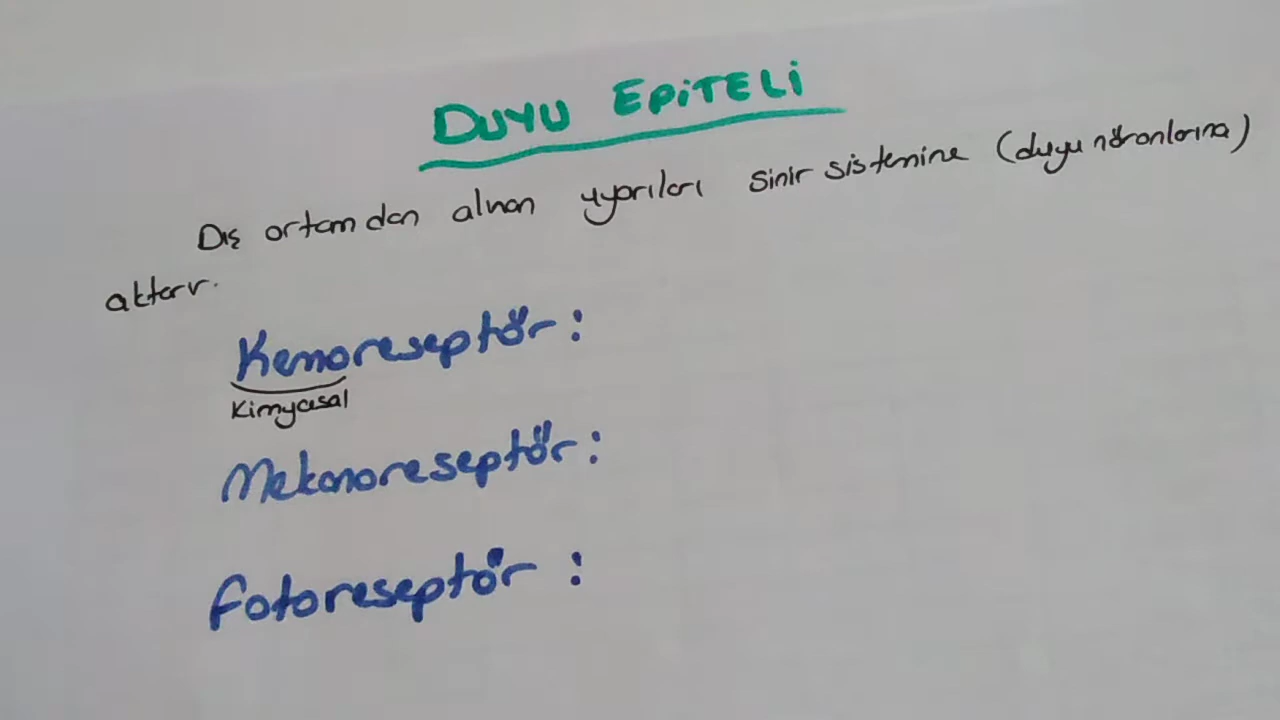 DUYU EPİTELİ
Dış ortamdan alınan uyarıları sinir sistemine (duyu nöronlarına)
aktarır.
Kemoreseptör :
Kimyasal
Mekanoreseptör :
Fotoreseptör :